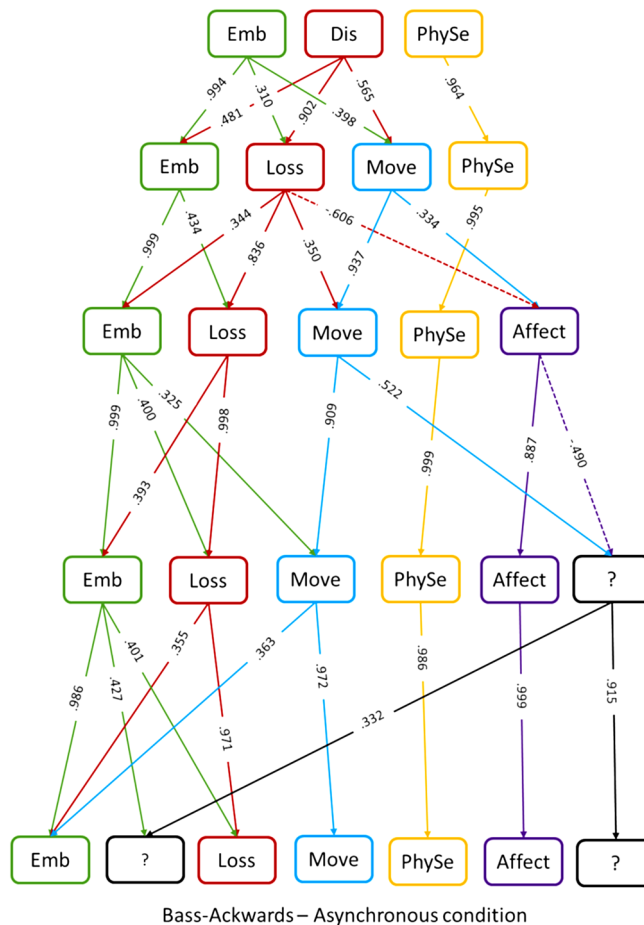 Emb Dis PhySe
.994 .481 .310 .902 .565 .398 .964
Emb Loss Move PhySe
.999 .434 .344 .836 .350 .937 -.606 .334 .995
Emb Loss Move PhySe Affect
.999 .400 .325 .393 .998 .909 .522 .999 .887 -.490
Emb Loss Move PhySe Affect ?
.986 .427 .401 .355 .971 .363 .972 .332 .986 .999 .915
Emb ? Loss Move PhySe Affect ?
Bass-Ackwards – Asynchronous condition